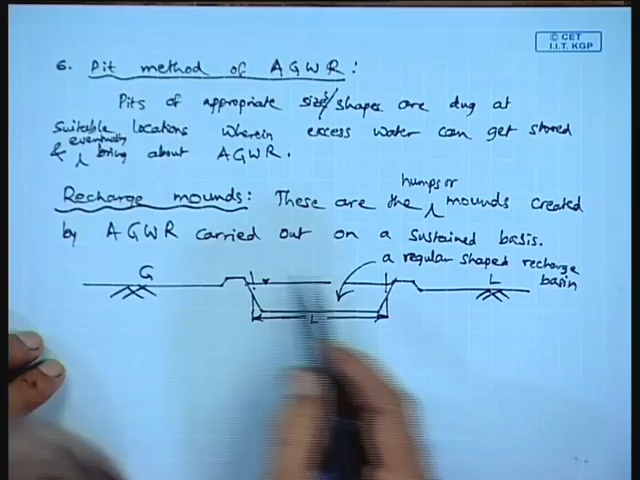 © CET
I.I.T. KGP
6. Pit method of AGWR:
Pits of appropriate sizes/shapes are dug at
suitable locations wherein excess water can get stored
& eventually bring about AGWR.
Recharge mounds: These are the humps or mounds created
by AGWR carried out on a sustained basis.
a regular shaped recharge
basin
G
L
L